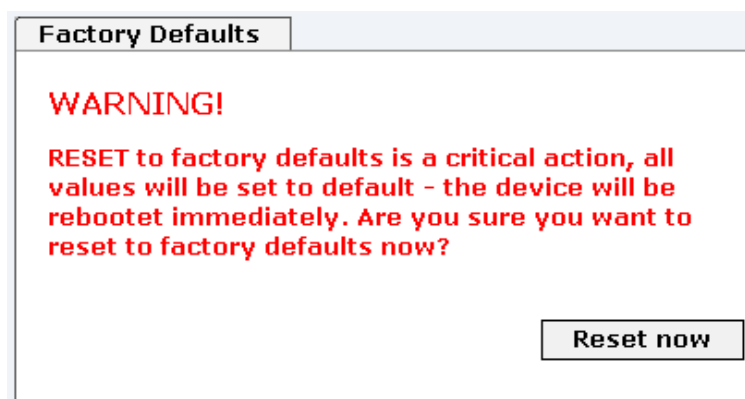 Factory Defaults
WARNING!
RESET to factory defaults is a critical action, all
values will be set to default - the device will be
rebootet immediately. Are you sure you want to
reset to factory defaults now?
Reset now